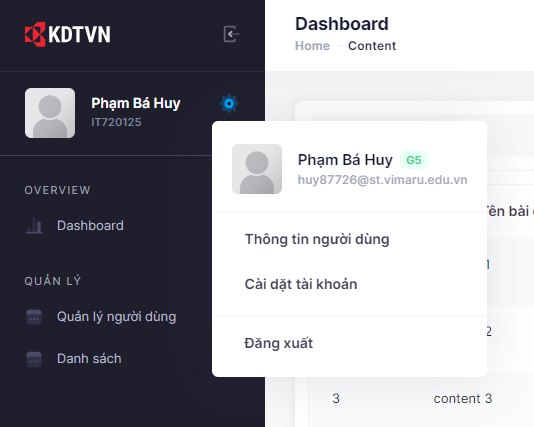 KDTVN
Dashboard
Home - Content
Phạm Bá Huy
IT720125
Phạm Bá Huy G5
huy87726@st.vimaru.edu.vn
OVERVIEW
Dashboard
Thông tin người dùng
Cài dặt tài khoản
Đăng xuất
QUẢN LÝ
Quản lý người dùng
Danh sách
Tên bài
1
2
3 content 3